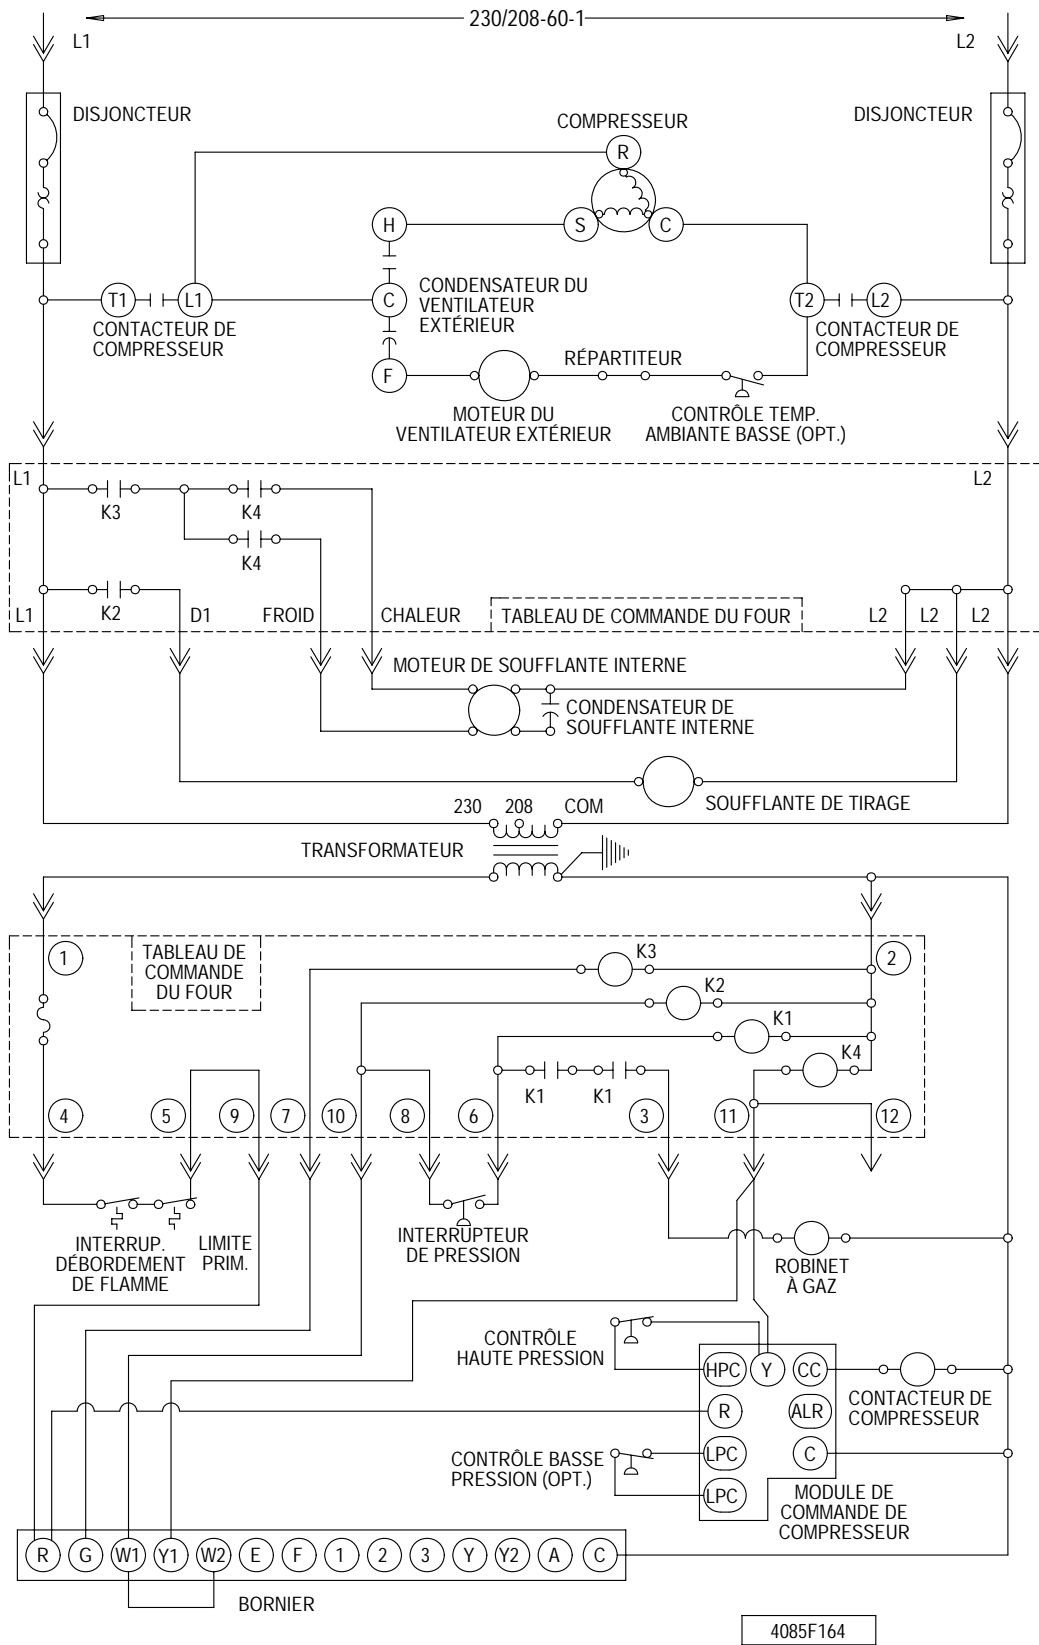 230/208-60-1
L1
L2
DISJONCTEUR
DISJONCTEUR
COMPRESSEUR
R
H
S
C
CONDENSATEUR DU
VENTILATEUR
EXTÉRIEUR
T1
L1
C
T2
L2
CONTACTEUR DE
COMPRESSEUR
CONTACTEUR DE
COMPRESSEUR
RÉPARTITEUR
F
MOTEUR DU
VENTILATEUR EXTÉRIEUR
CONTRÔLE TEMP.
AMBIANTE BASSE (OPT.)
L1
L2
K3
K4
K4
L1
K2
D1
FROID
CHALEUR
TABLEAU DE COMMANDE DU FOUR
L2
L2
L2
MOTEUR DE SOUFFLANTE INTERNE
CONDENSATEUR DE
SOUFFLANTE INTERNE
SOUFFLANTE DE TIRAGE
230
208
COM
TRANSFORMATEUR
1
TABLEAU DE
COMMANDE
DU FOUR
K3
2
K2
K1
K4
K1
K1
4
5
9
7
10
8
6
3
11
12
INTERRUP.
DÉBORDEMENT
DE FLAMME
LIMITE
PRIM.
INTERRUPTEUR
DE PRESSION
ROBINET
À GAZ
CONTRÔLE
HAUTE PRESSION
HPC
Y
CC
CONTACTEUR DE
COMPRESSEUR
R
ALR
CONTRÔLE BASSE
PRESSION (OPT.)
LPC
C
LPC
MODULE DE
COMMANDE DE
COMPRESSEUR
R
G
W1
Y1
W2
E
F
1
2
3
Y
Y2
A
C
BORNIER
4085F164